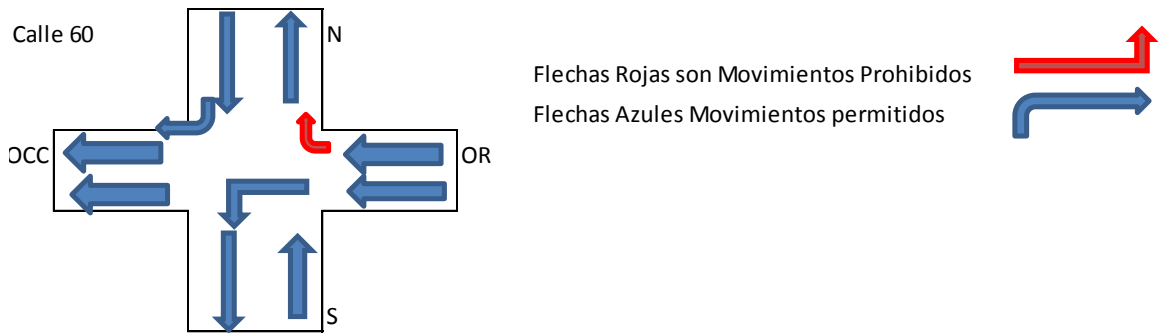 Calle 60
N
OCC
OR
S
Flechas Rojas son Movimientos Prohibidos
Flechas Azules Movimientos permitidos